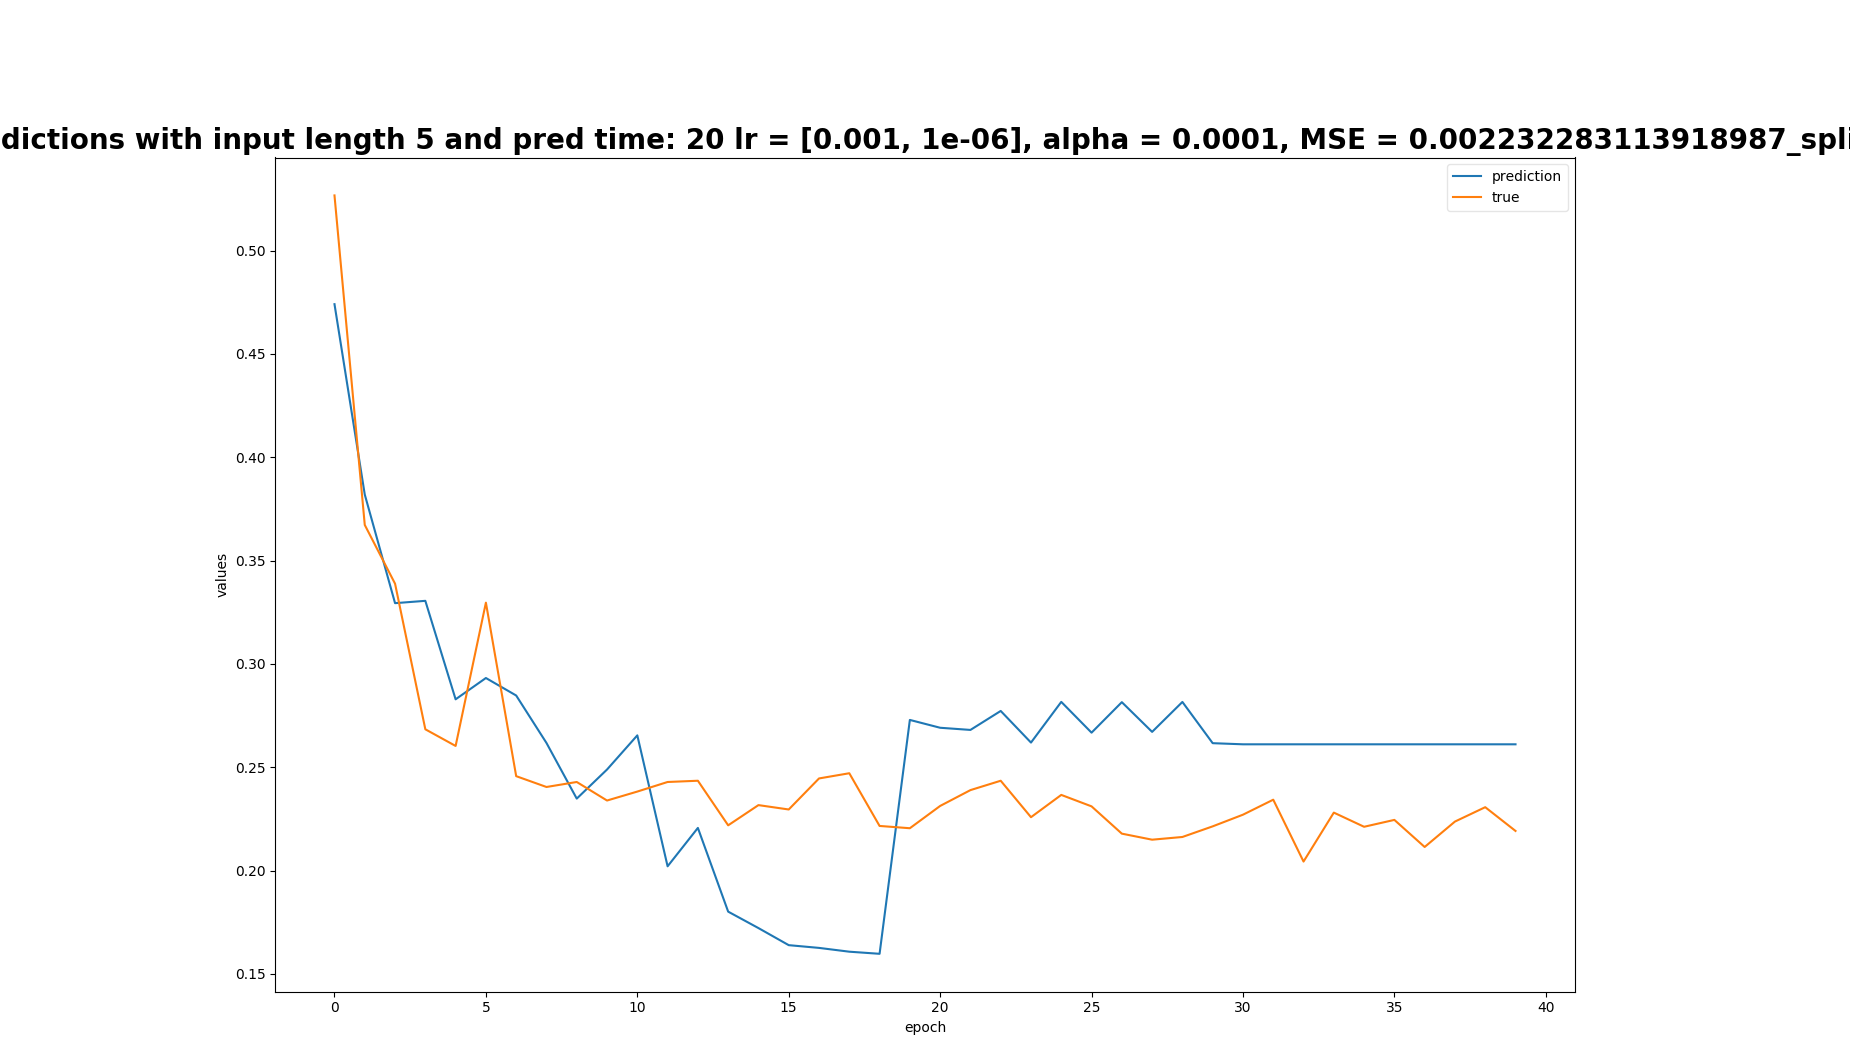 dictions with input length 5 and pred time: 20 lr = [0.001, 1e-06], alpha = 0.0001, MSE = 0.002232283113918987_spli
prediction
true
0.50
0.45
0.40
0.35
0.30
0.25
0.20
0.15
values
0 5 10 15 20 25 30 35 40
epoch